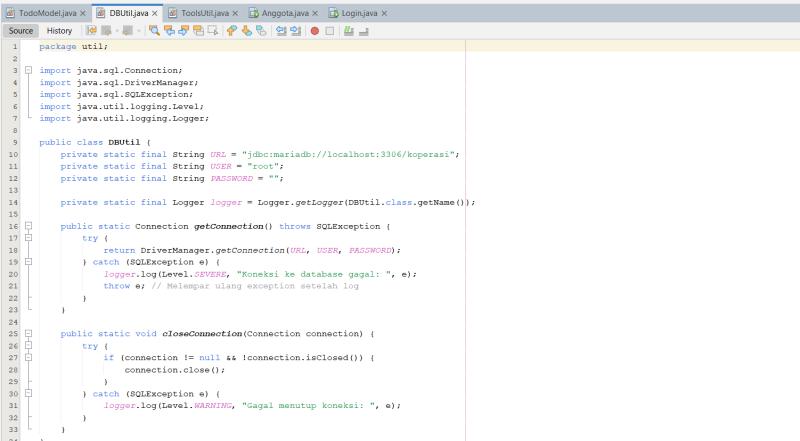 TodoModel.java × DBUtil.java × ToolsUtil.java × Anggota.java × Login.java ×
Source History
1 package util;
2
3 import java.sql.Connection;
4 import java.sql.DriverManager;
5 import java.sql.SQLException;
6 import java.util.logging.Level;
7 import java.util.logging.Logger;
8
9 public class DBUtil {
10 private static final String URL = "jdbc:mariadb://localhost:3306/koperasi";
11 private static final String USER = "root";
12 private static final String PASSWORD = "";
13
14 private static final Logger logger = Logger.getLogger(DBUtil.class.getName());
15
16 public static Connection getConnection() throws SQLException {
17 try {
18 return DriverManager.getConnection(URL, USER, PASSWORD);
19 } catch (SQLException e) {
20 logger.log(Level.SEVERE, "Koneksi ke database gagal: ", e);
21 throw e; // Melempar ulang exception setelah log
22 }
23 }
24
25 public static void closeConnection(Connection connection) {
26 try {
27 if (connection != null && !connection.isClosed()) {
28 connection.close();
29 }
30 } catch (SQLException e) {
31 logger.log(Level.WARNING, "Gagal menutup koneksi: ", e);
32 }
33 }